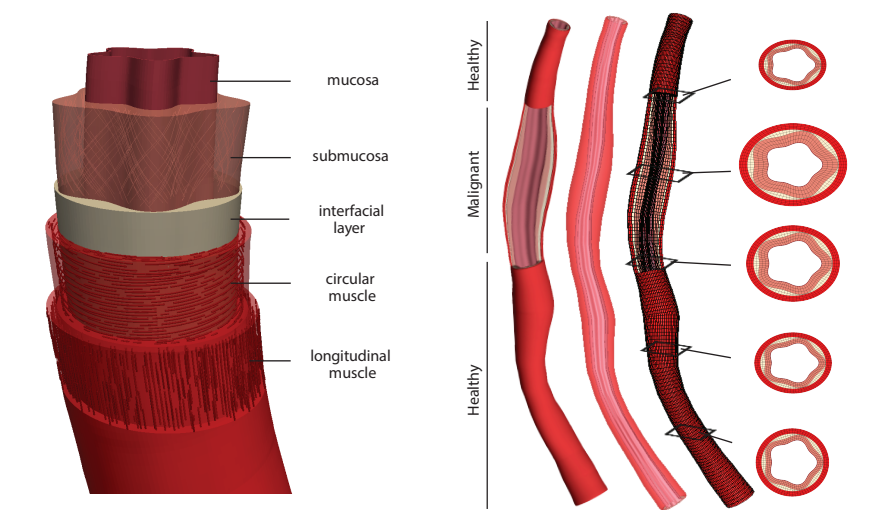 mucosa
submucosa
interfacial
layer
circular
muscle
longitudinal
muscle
Healthy
Malignant
Healthy